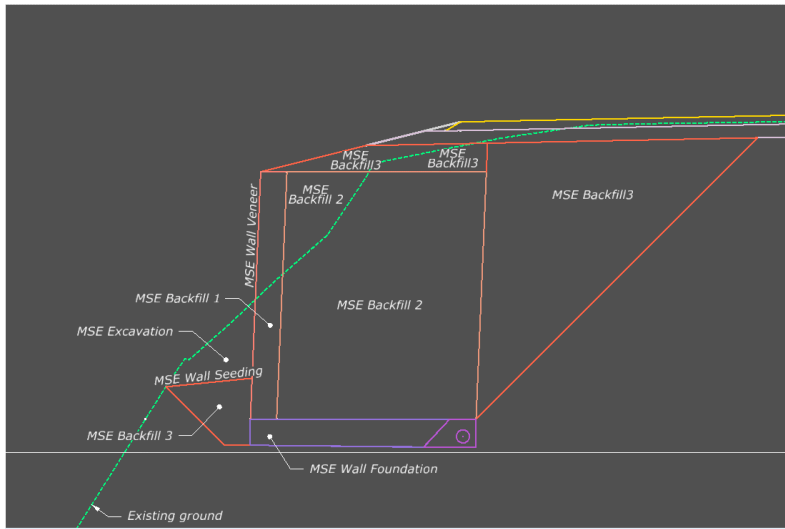 MSE
Backfill3
MSE
Backfill3
MSE
Backfill 2
MSE Backfill3
MSE Wall Veneer
MSE Backfill 1
MSE Backfill 2
MSE Excavation
MSE Wall Seeding
MSE Backfill 3
MSE Wall Foundation
Existing ground